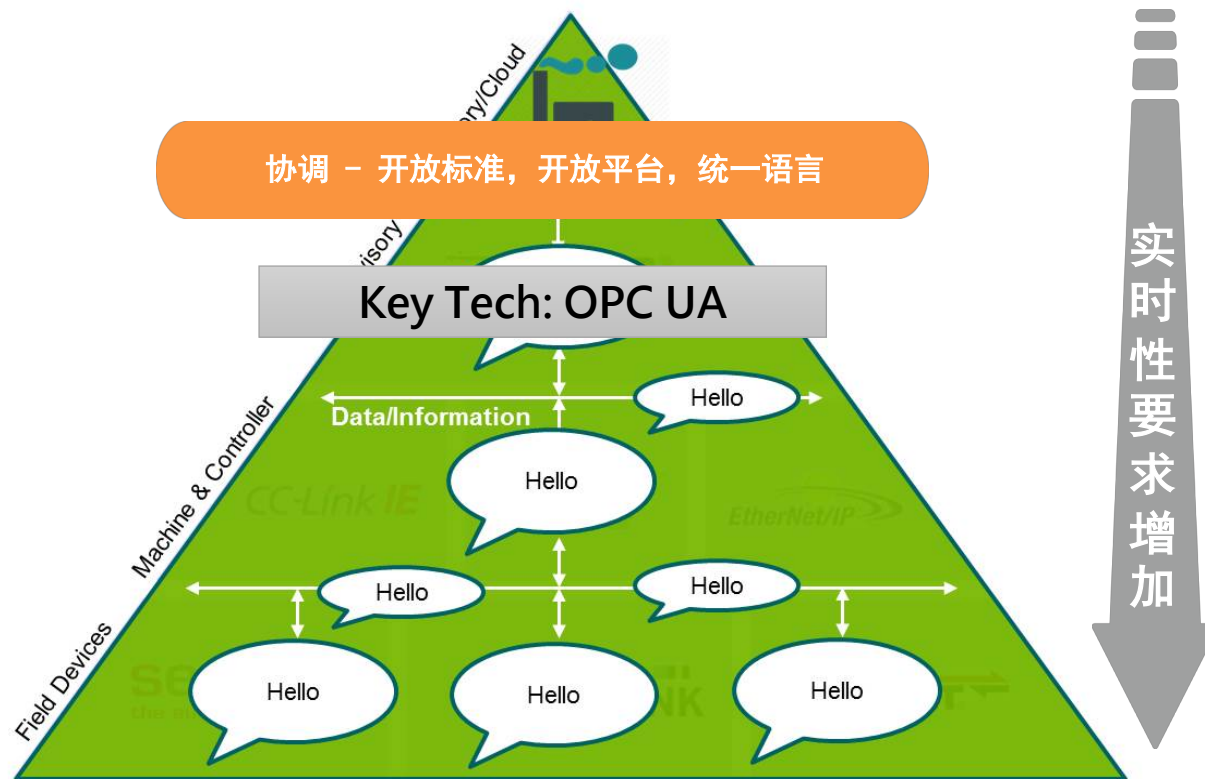 协调 - 开放标准，开放平台，统一语言
Key Tech: OPC UA
Hello
Data/Information
Hello
CC-Link IE
EtherNet/IP
Hello
Hello
Hello
Hello
Hello
Machine & Controller
Field Devices
实时性要求增加